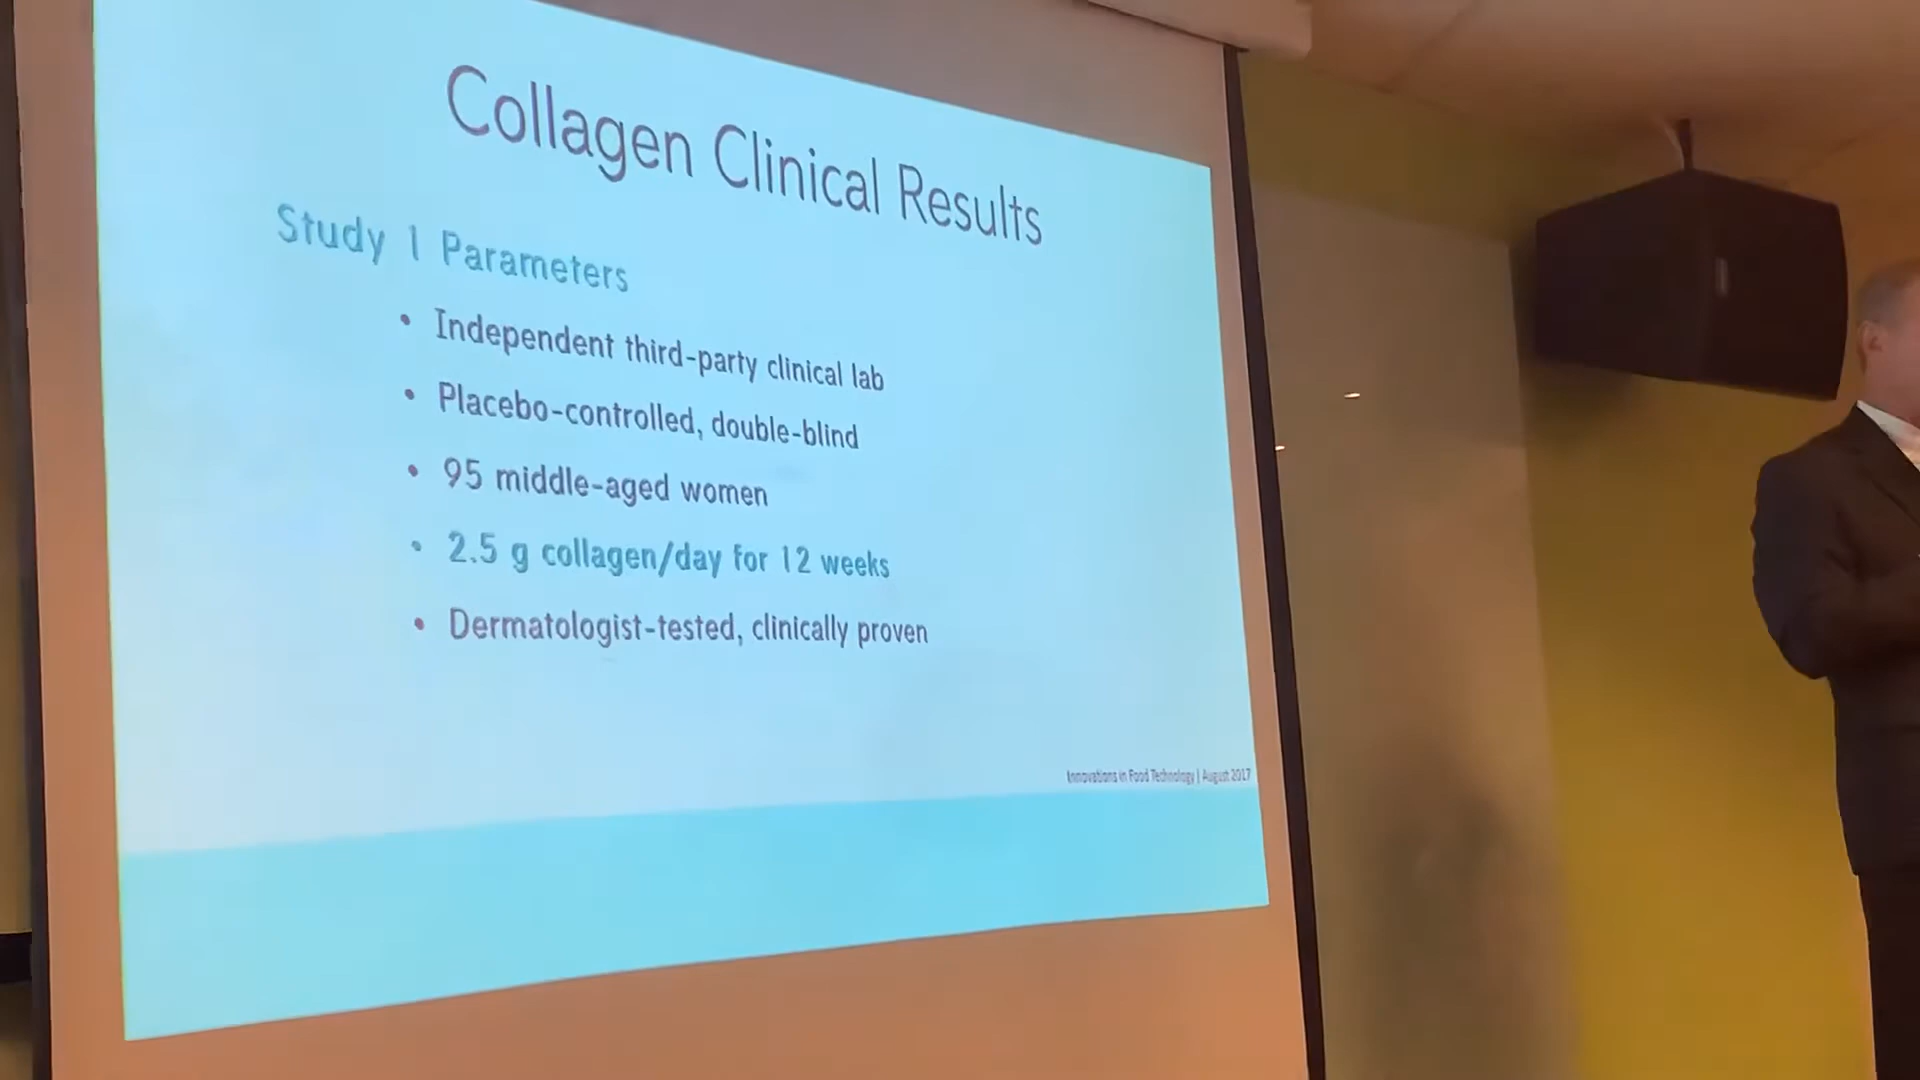 Collagen Clinical Results
Study 1 Parameters
• Independent third-party clinical lab
• Placebo-controlled, double-blind
• 95 middle-aged women
• 2.5 g collagen/day for 12 weeks
• Dermatologist-tested, clinically proven
Innovations in Food Technology | August 2017